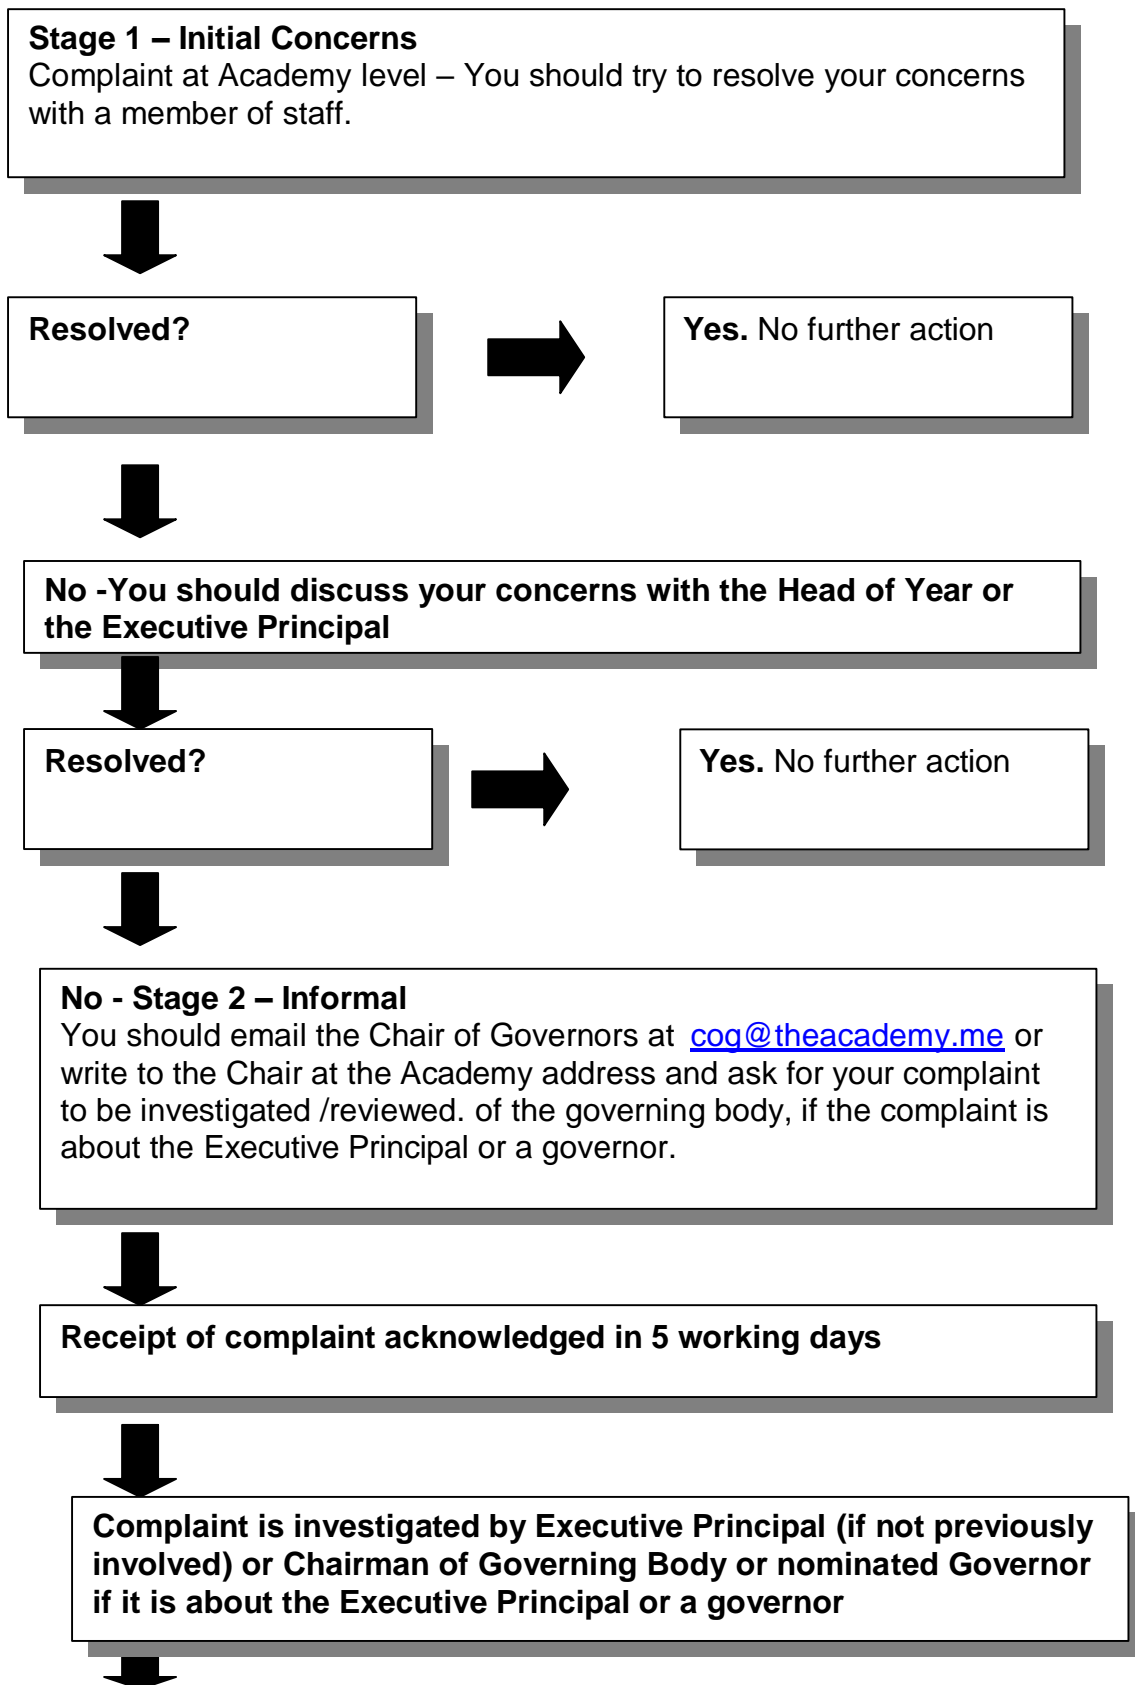 Stage 1 – Initial Concerns
Complaint at Academy level – You should try to resolve your concerns
with a member of staff.
Resolved?
Yes. No further action
No -You should discuss your concerns with the Head of Year or
the Executive Principal
Resolved?
Yes. No further action
No - Stage 2 – Informal
You should email the Chair of Governors at cog@theacademy.me or
write to the Chair at the Academy address and ask for your complaint
to be investigated /reviewed. of the governing body, if the complaint is
about the Executive Principal or a governor.
Receipt of complaint acknowledged in 5 working days
Complaint is investigated by Executive Principal (if not previously
involved) or Chairman of Governing Body or nominated Governor
if it is about the Executive Principal or a governor